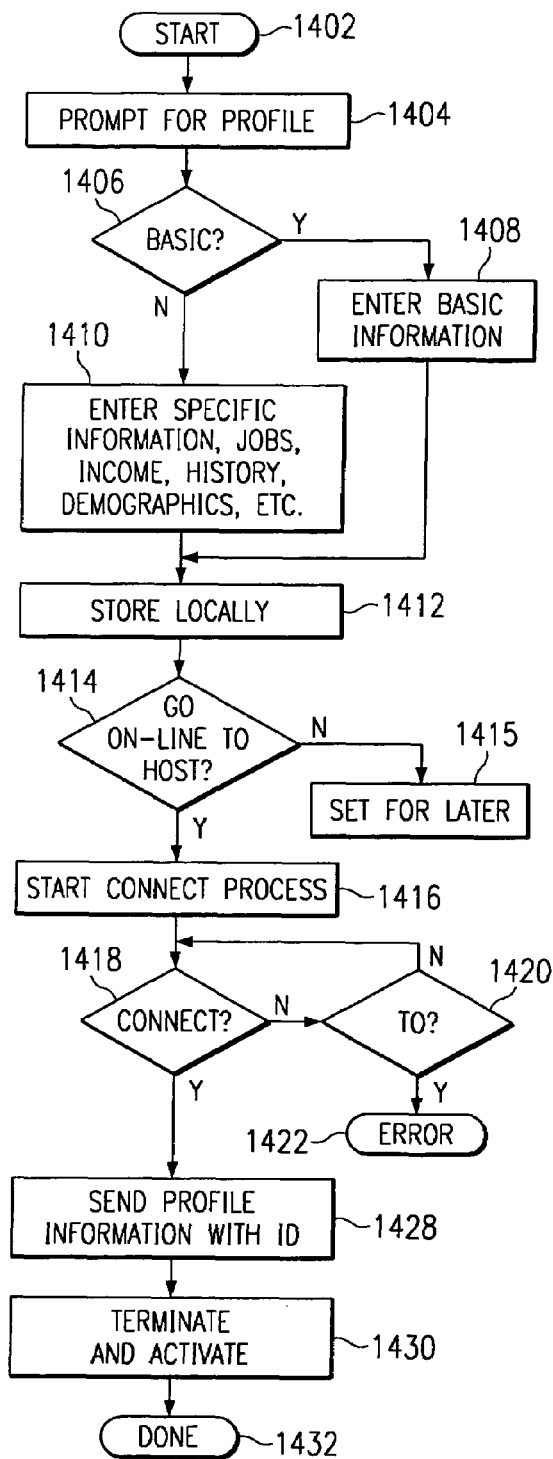 START
1402
PROMPT FOR PROFILE
1404
1406
BASIC?
Y
N
1408
ENTER BASIC
INFORMATION
1410
ENTER SPECIFIC
INFORMATION, JOBS,
INCOME, HISTORY,
DEMOGRAPHICS, ETC.
STORE LOCALLY
1412
1414
GO
ON-LINE TO
HOST?
N
Y
1415
SET FOR LATER
START CONNECT PROCESS
1416
1418
CONNECT?
N
Y
1420
TO?
N
Y
1422
ERROR
SEND PROFILE
INFORMATION WITH ID
1428
TERMINATE
AND ACTIVATE
1430
DONE
1432